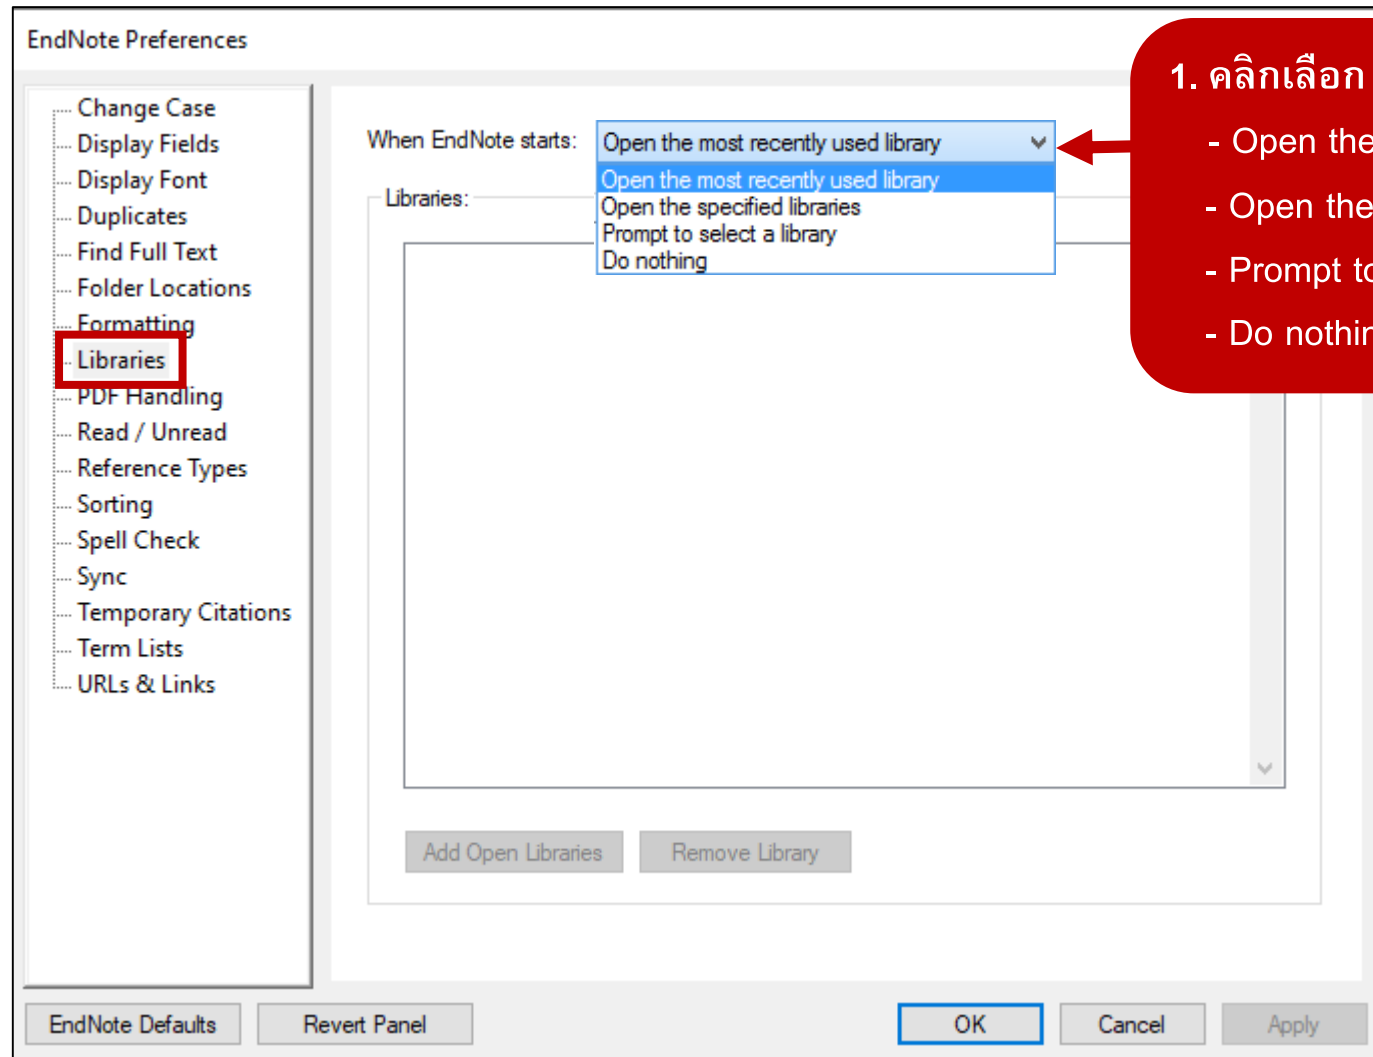 EndNote Preferences
Change Case
Display Fields
Display Font
Duplicates
Find Full Text
Folder Locations
Formatting
Libraries
PDF Handling
Read / Unread
Reference Types
Sorting
Spell Check
Sync
Temporary Citations
Term Lists
URLs & Links
When EndNote starts:
Open the most recently used library
Open the most recently used library
Open the specified libraries
Prompt to select a library
Do nothing
Libraries:
Add Open Libraries
Remove Library
1. คลิกเลือก
- Open the
- Open the
- Prompt
- Do
EndNote Defaults
Revert Panel
OK
Cancel
Apply